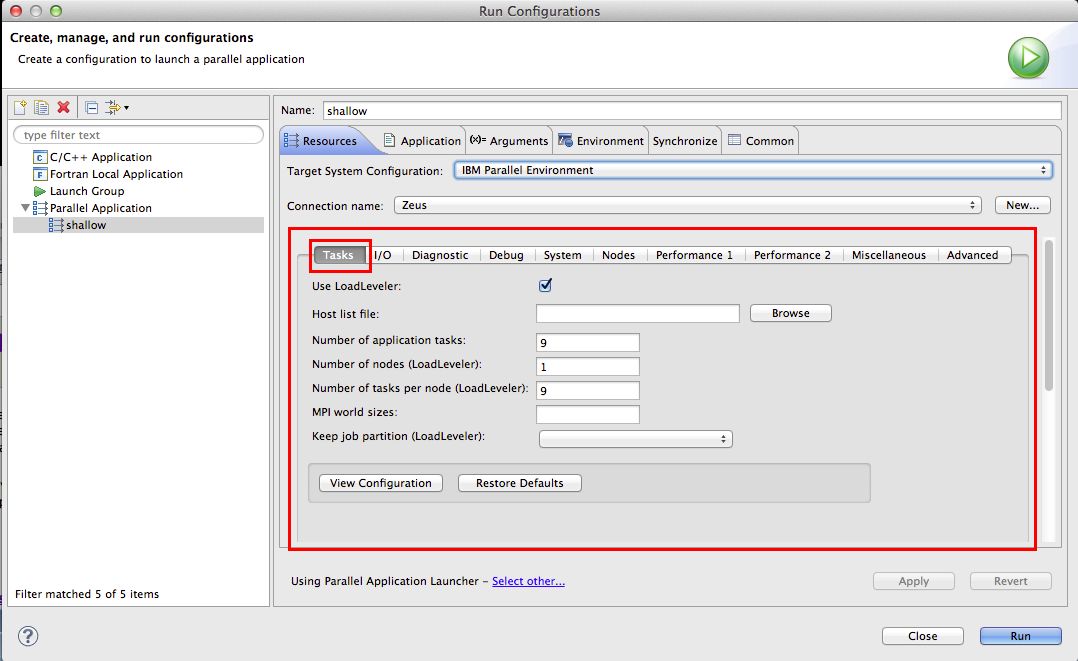 Run Configurations
Create, manage, and run configurations
Create a configuration to launch a parallel application
Name: shallow
type filter text
C/C++ Application
Fortran Local Application
Launch Group
Parallel Application
shallow
Filter matched 5 of 5 items
Resources Application (x)= Arguments Environment Synchronize Common
Target System Configuration: IBM Parallel Environment
Connection name: Zeus New...
Tasks I/O Diagnostic Debug System Nodes Performance 1 Performance 2 Miscellaneous Advanced
Use LoadLeveler:
Host list file: Browse
Number of application tasks: 9
Number of nodes (LoadLeveler): 1
Number of tasks per node (LoadLeveler): 9
MPI world sizes:
Keep job partition (LoadLeveler):
View Configuration Restore Defaults
Using Parallel Application Launcher – Select other... Apply Revert
? Close Run